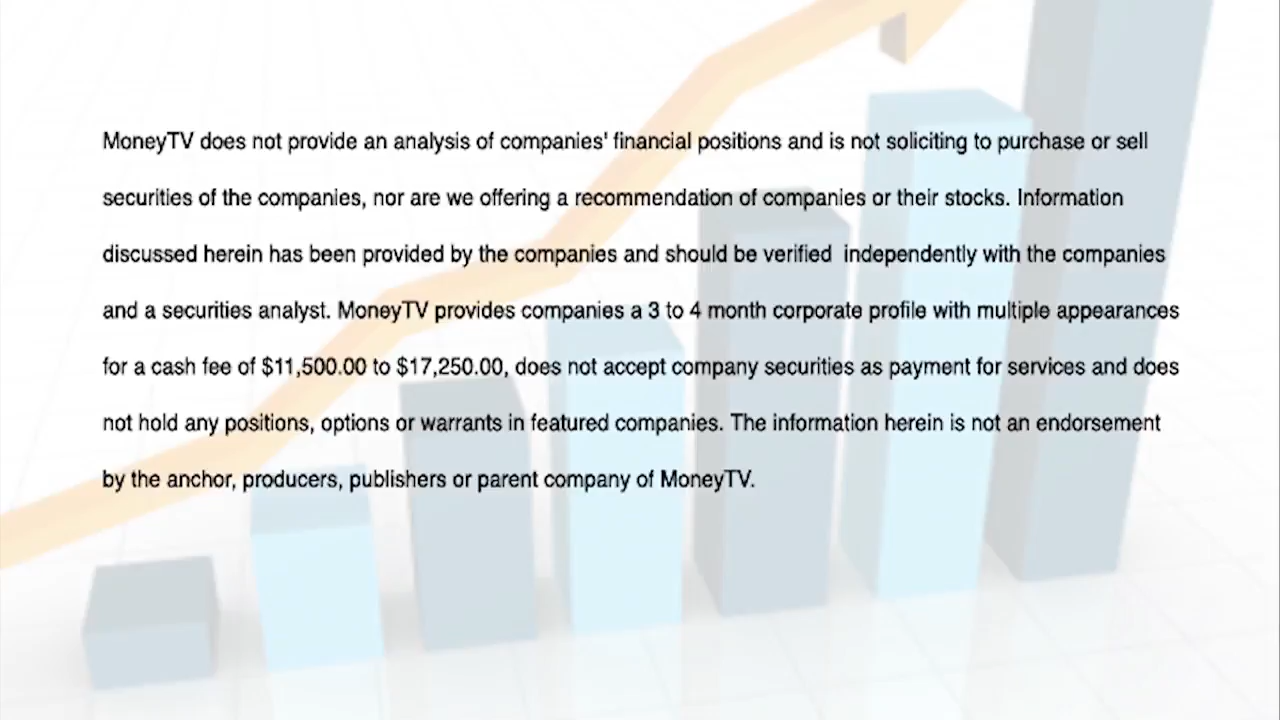 MoneyTV does not provide an analysis of companies' financial positions and is not soliciting to purchase or sell
securities of the companies, nor are we offering a recommendation of companies or their stocks. Information
discussed herein has been provided by the companies and should be verified  independently with the companies
and a securities analyst. MoneyTV provides companies a 3 to 4 month corporate profile with multiple appearances
for a cash fee of $11,500.00 to $17,250.00, does not accept company securities as payment for services and does
not hold any positions, options or warrants in featured companies. The information herein is not an endorsement
by the anchor, producers, publishers or parent company of MoneyTV.